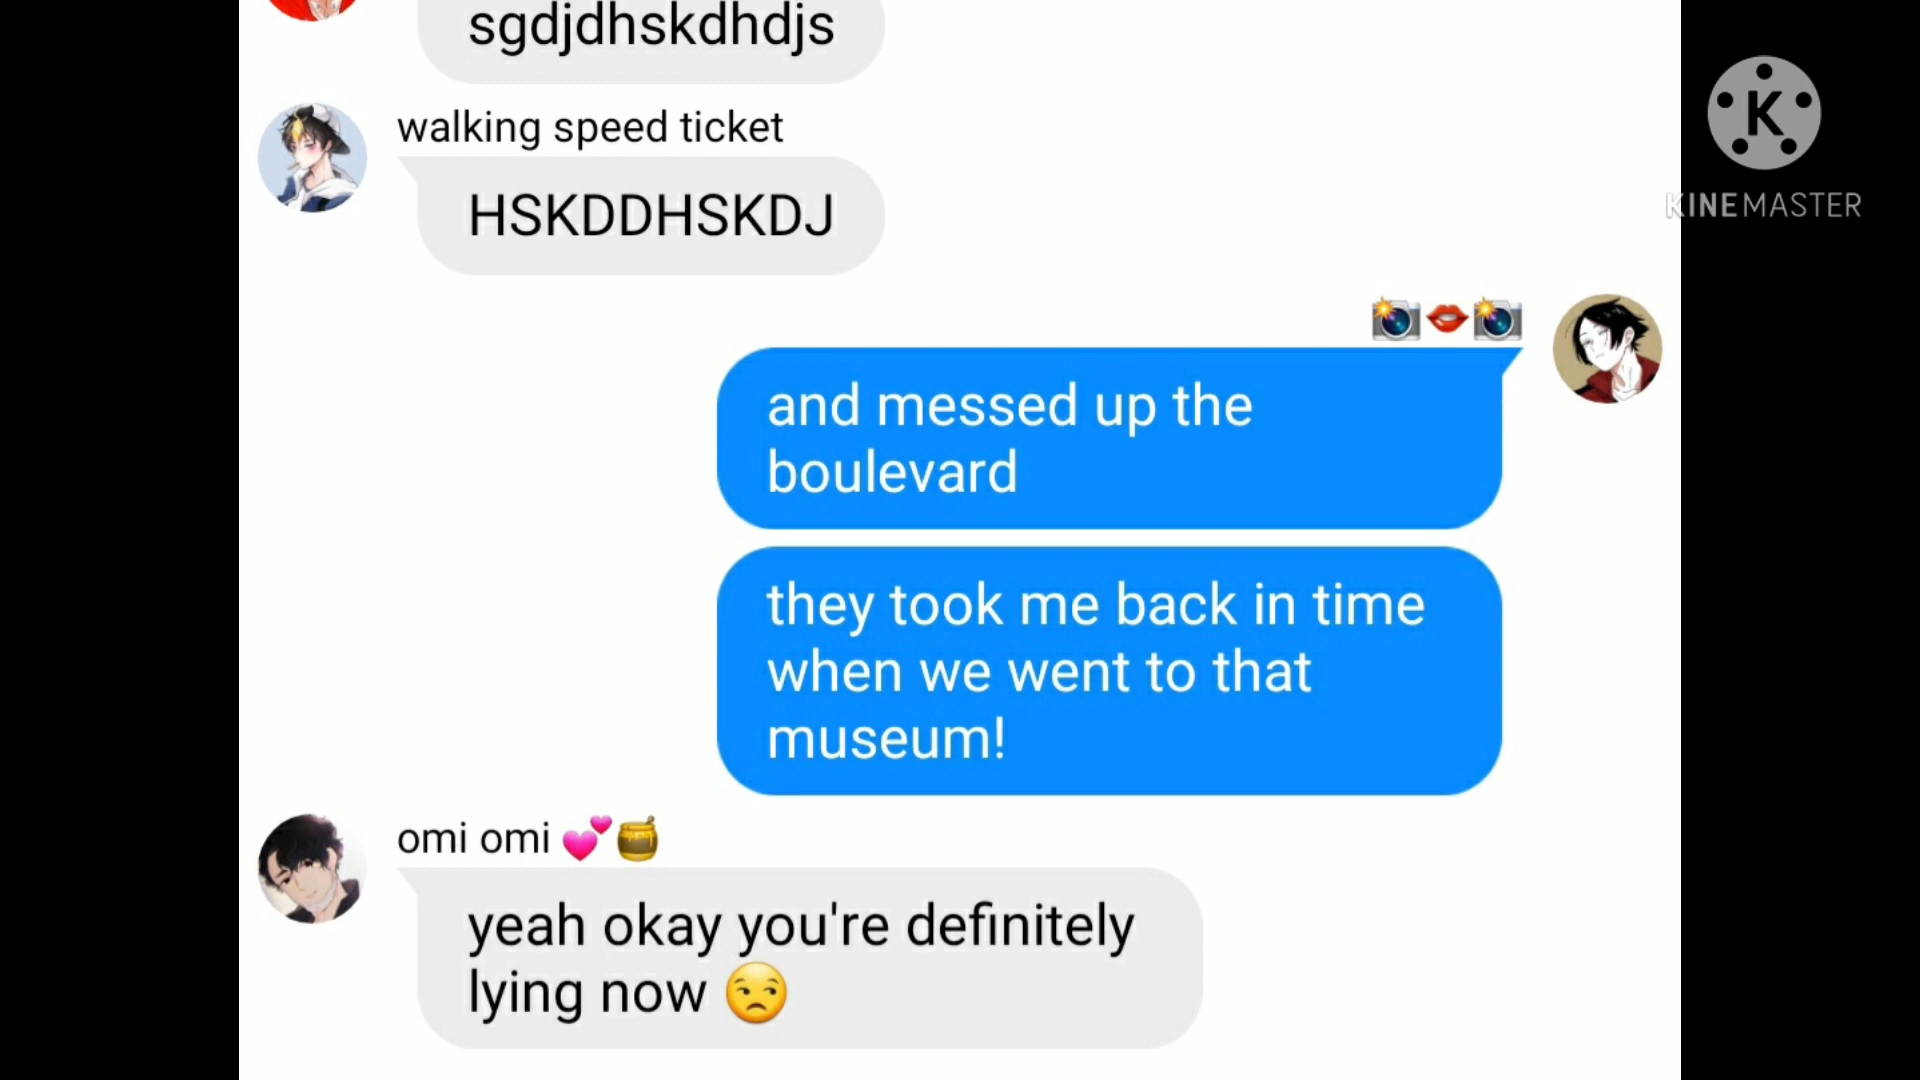 sgdjdhskdhdjs
walking speed ticket
HSKDDHSKDJ
K
KINEMASTER
📸👄📸
and messed up the
boulevard
they took me back in time
when we went to that
museum!
omi omi 💕🍯
yeah okay you're definitely
lying now 😒